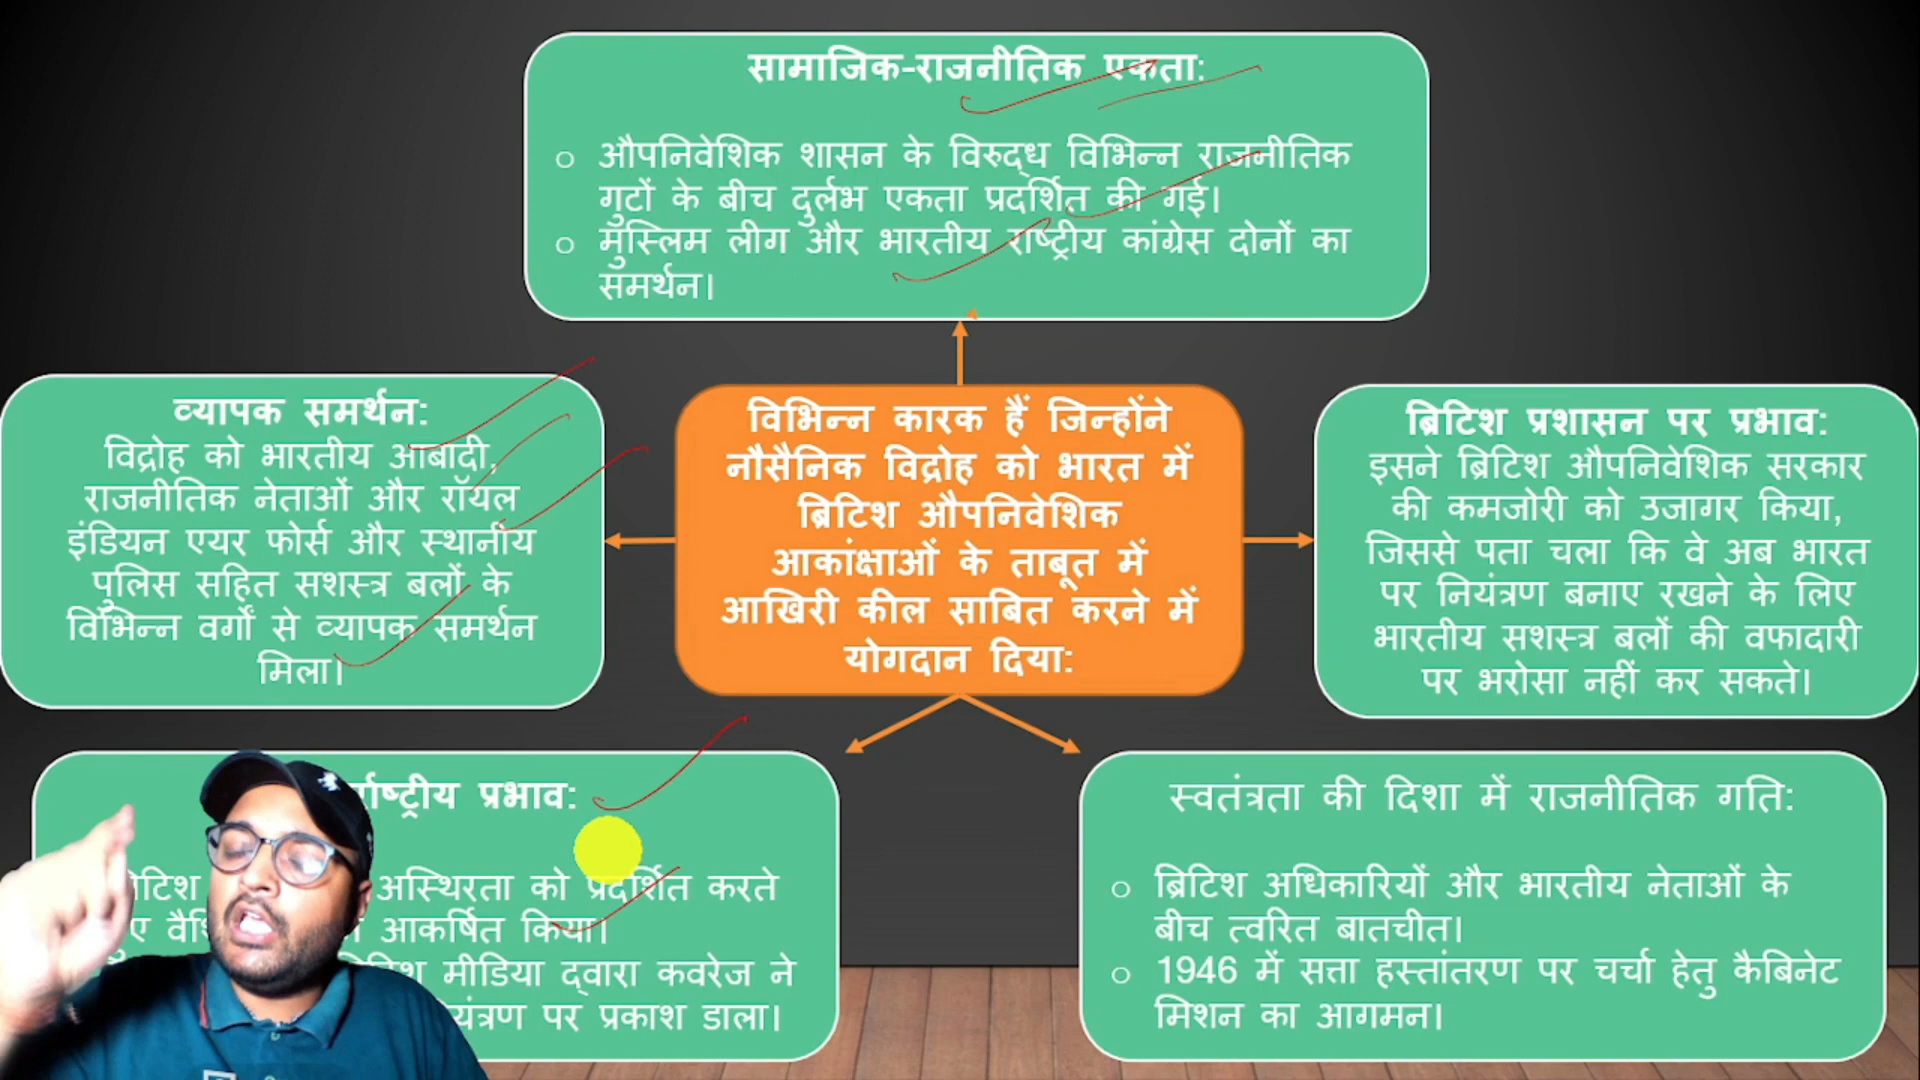 सामाजिक-राजनीतिक एकता:
o औपनिवेशिक शासन के विरुद्ध विभिन्न राजनीतिक
गुटों के बीच दुर्लभ एकता प्रदर्शित की गई।
o मुस्लिम लीग और भारतीय राष्ट्रीय कांग्रेस दोनों का
समर्थन।
व्यापक समर्थन:
विद्रोह को भारतीय आबादी,
राजनीतिक नेताओं और रॉयल
इंडियन एयर फोर्स और स्थानीय
पुलिस सहित सशस्त्र बलों के
विभिन्न वर्गों से व्यापक समर्थन
मिला।
विभिन्न कारक हैं जिन्होंने
नौसैनिक विद्रोह को भारत में
ब्रिटिश औपनिवेशिक
आकांक्षाओं के ताबूत में
आखिरी कील साबित करने में
योगदान दिया:
ब्रिटिश प्रशासन पर प्रभाव:
इसने ब्रिटिश औपनिवेशिक सरकार
की कमजोरी को उजागर किया,
जिससे पता चला कि वे अब भारत
पर नियंत्रण बनाए रखने के लिए
भारतीय सशस्त्र बलों की वफादारी
पर भरोसा नहीं कर सकते।
प्रभाव:
अस्थिरता को प्रदर्शित करते
आकर्षित किया।
मीडिया द्वारा कवरेज ने
पर प्रकाश डाला।
स्वतंत्रता की दिशा में राजनीतिक गति:
o ब्रिटिश अधिकारियों और भारतीय नेताओं के
बीच त्वरित बातचीत।
o 1946 में सत्ता हस्तांतरण पर चर्चा हेतु कैबिनेट
मिशन का आगमन।